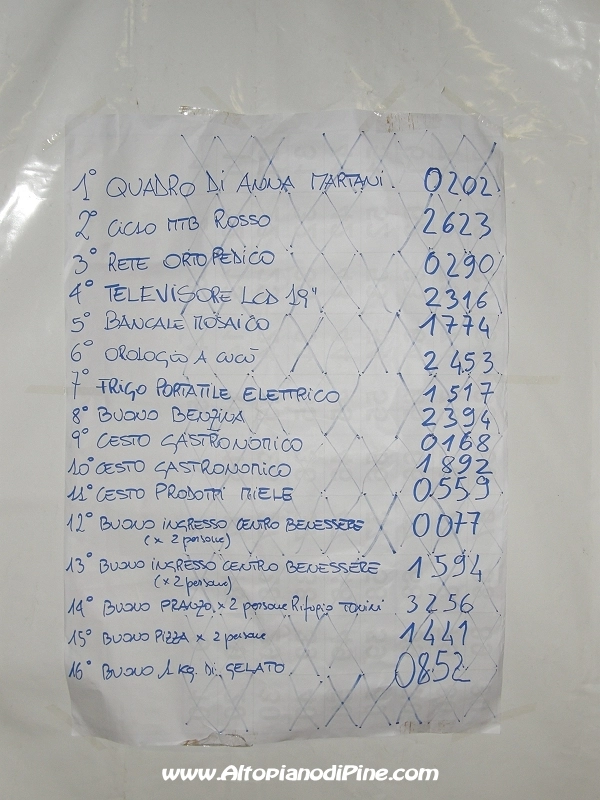 1° QUADRO DI ANNA MARTANI. 0202
2° CICLO MTB ROSSO 2623
3° RETE ORTOPEDICO 0290
4° TELEVISORE LCD 19" 2316
5° BANCALE MOSAICO 1774
6° OROLOGIO A CUCÙ 2453
7° FRIGO PORTATILE ELETTRICO 1517
8° BUONO BENZINA 2394
9° CESTO GASTRONOMICO 0168
10° CESTO GASTRONOMICO 1892
11° CESTO PRODOTTI MIELE 0559
12° BUONO INGRESSO CENTRO BENESSERE 0077
(x 2 persone)
13° BUONO INGRESSO CENTRO BENESSERE 1594
(x 2 persone)
14° BUONO PRANZO x 2 persone Rifugio Tonini 3256
15° BUONO PIZZA x 2 persone 1441
16° BUONO 1 Kg. DI GELATO 0852
www.AltopianodiPine.com